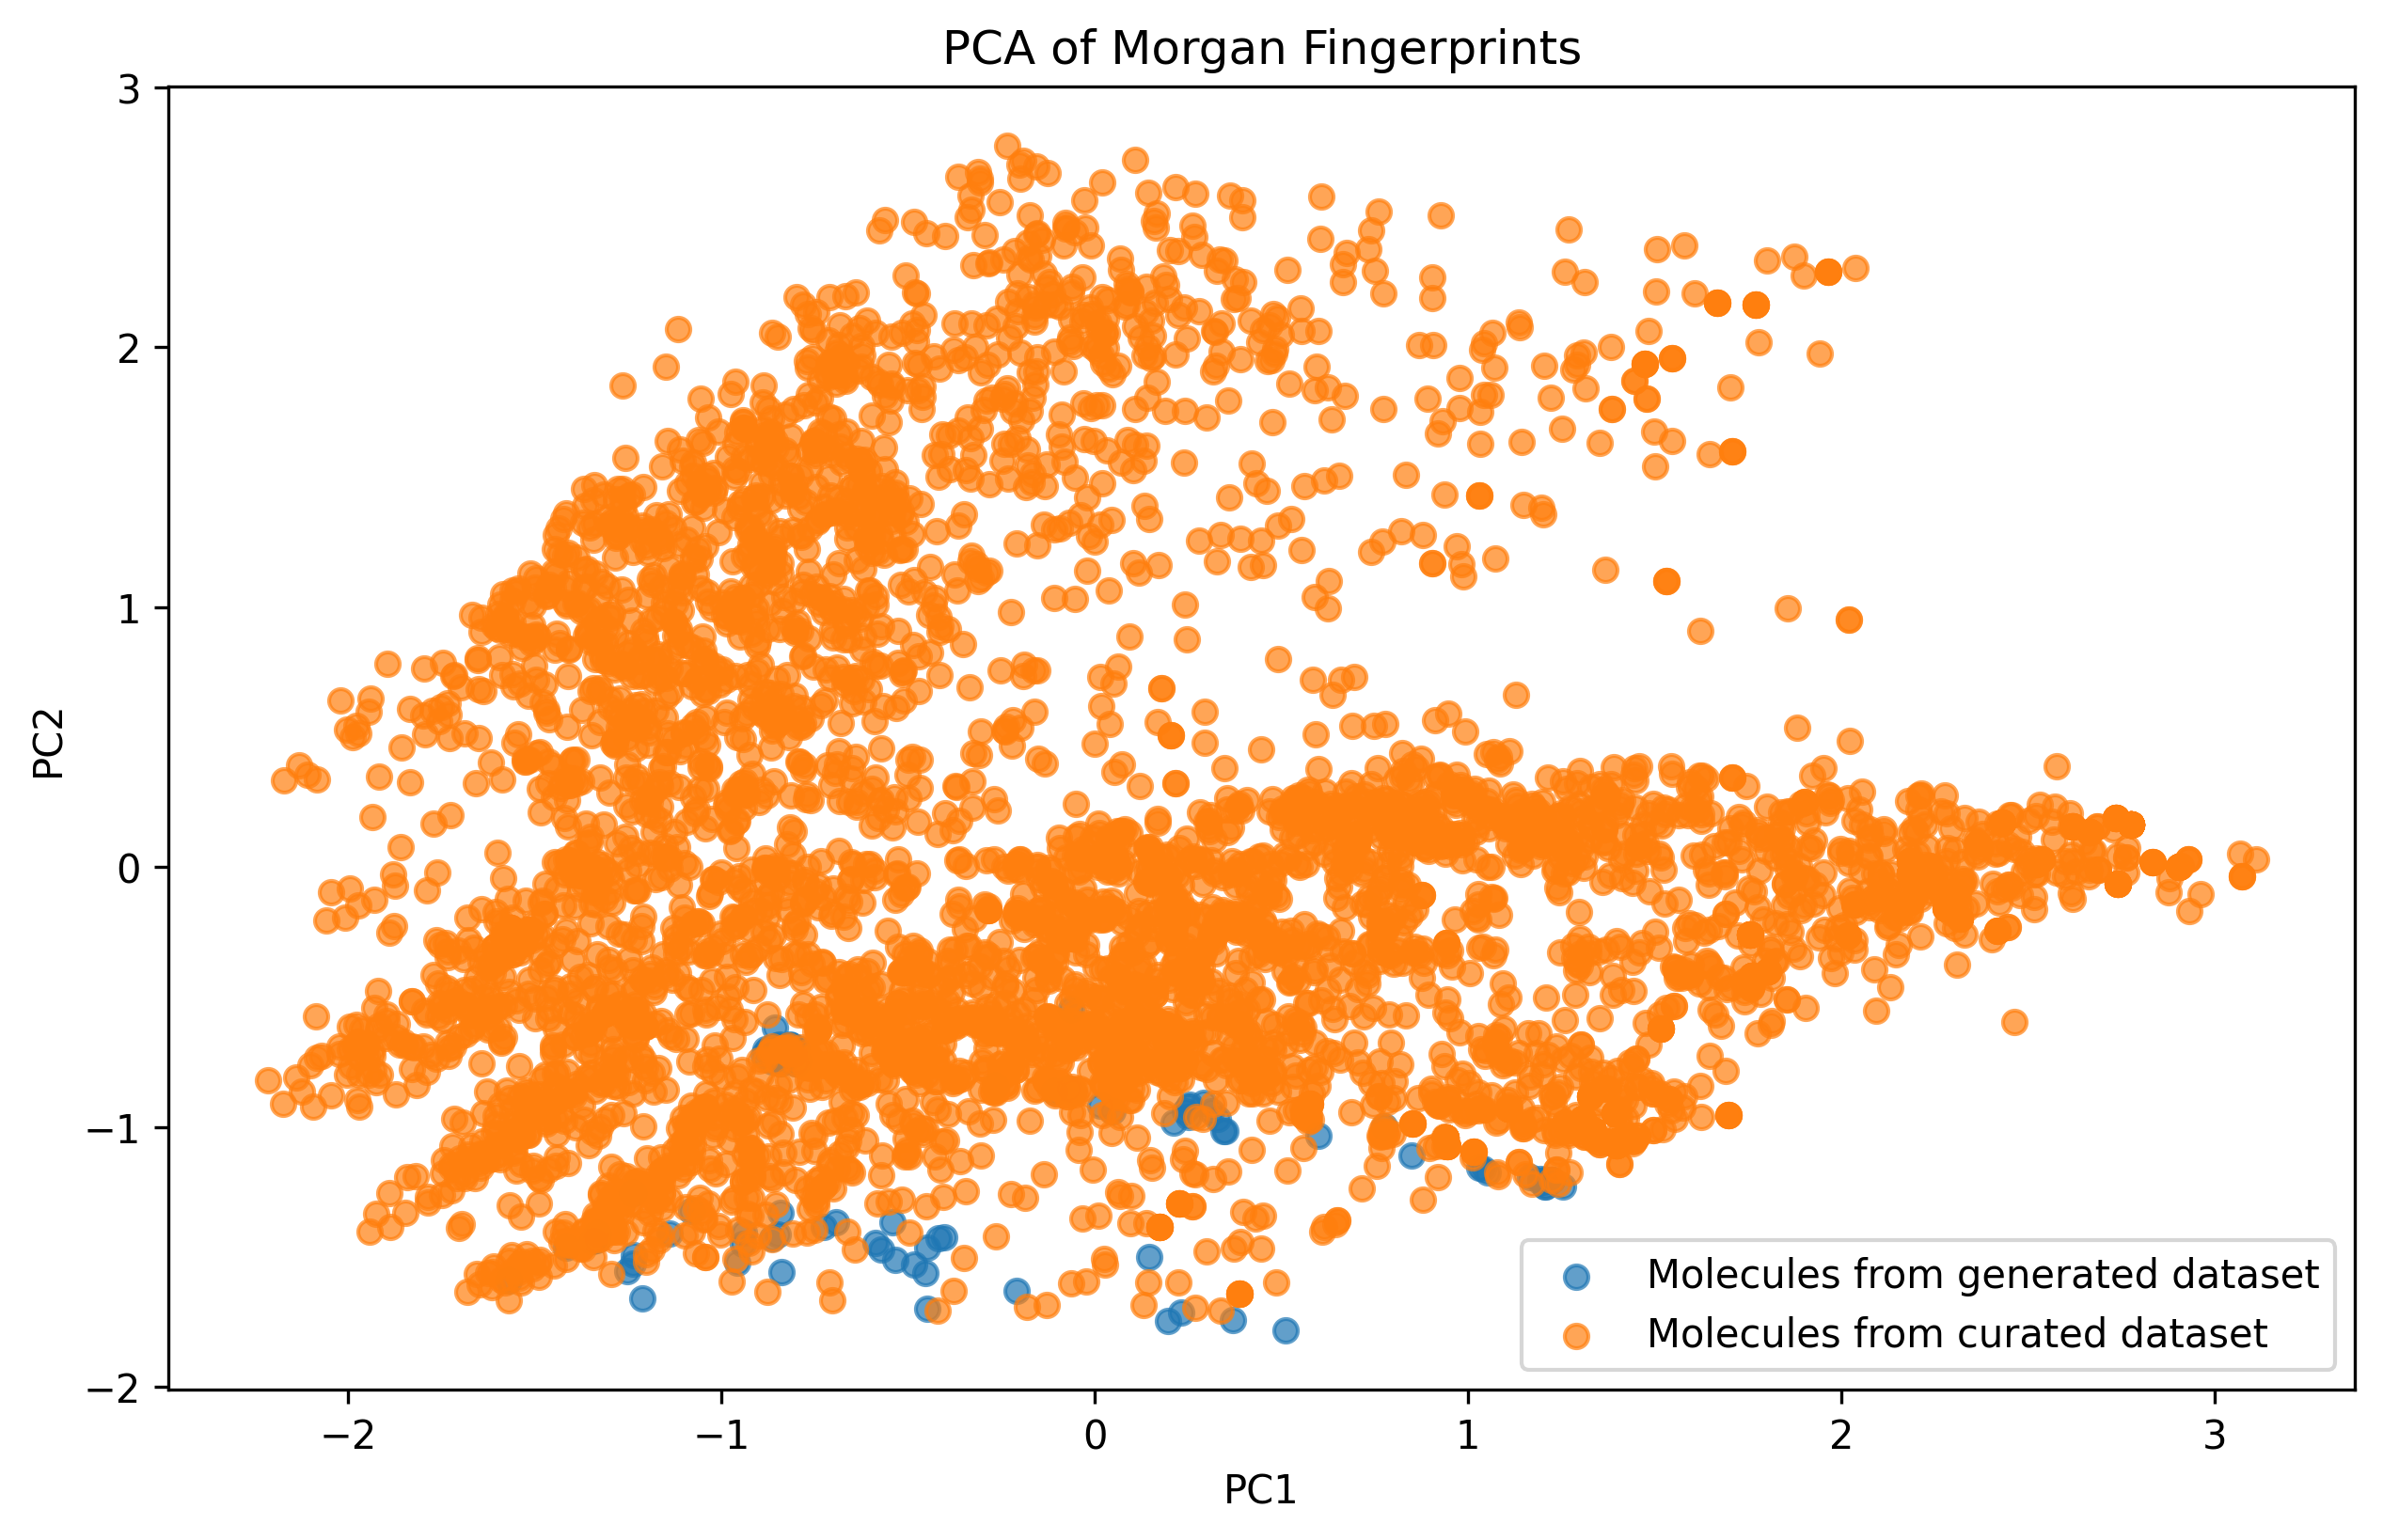 PCA of Morgan Fingerprints
3
2
1
0
−1
−2
PC2
−2
−1
0
1
2
3
PC1
Molecules from generated dataset
Molecules from curated dataset